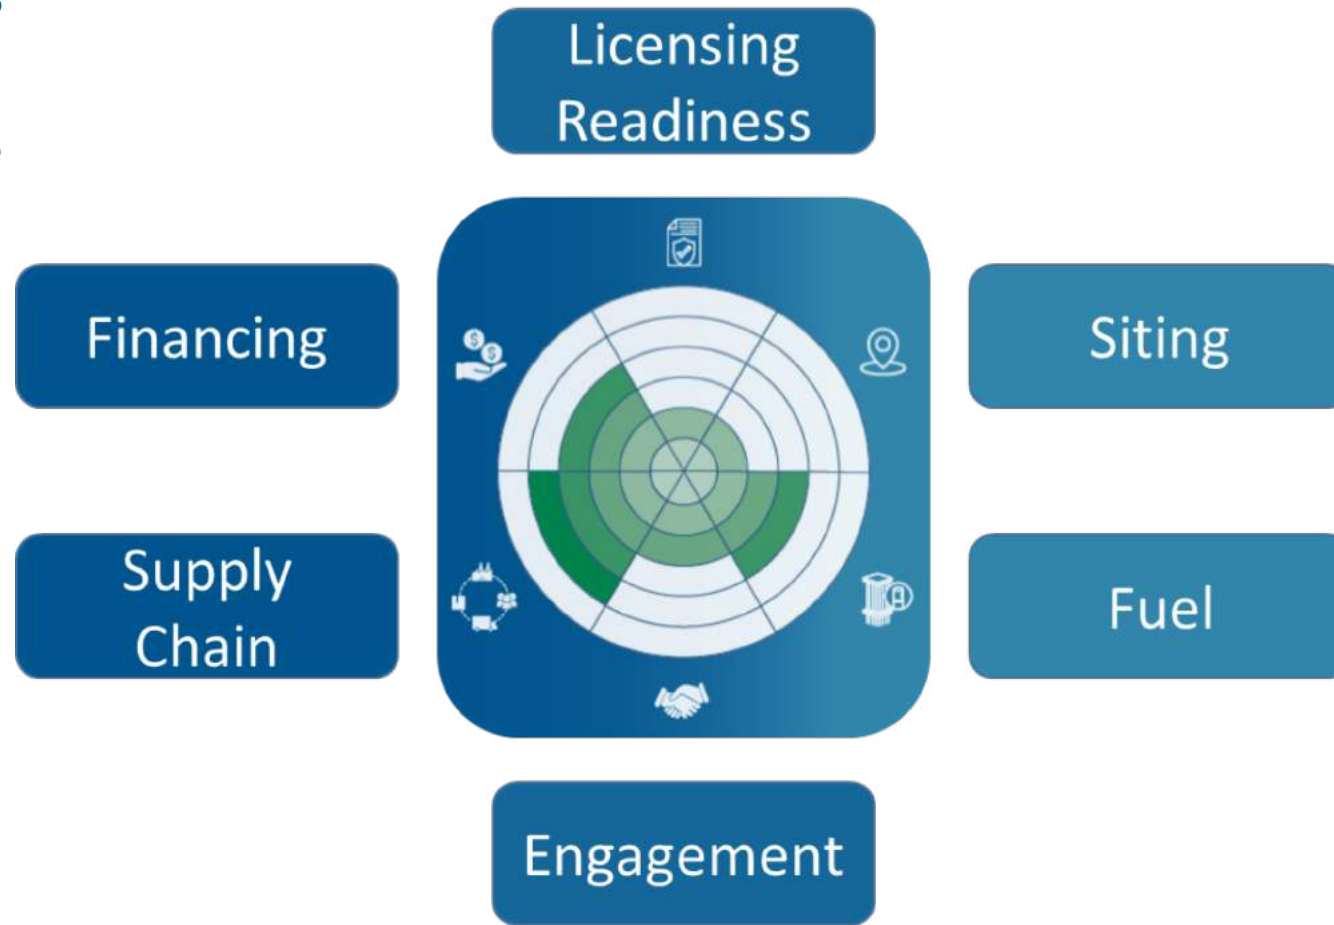 Licensing
Readiness
Financing
Siting
Supply
Chain
Fuel
Engagement